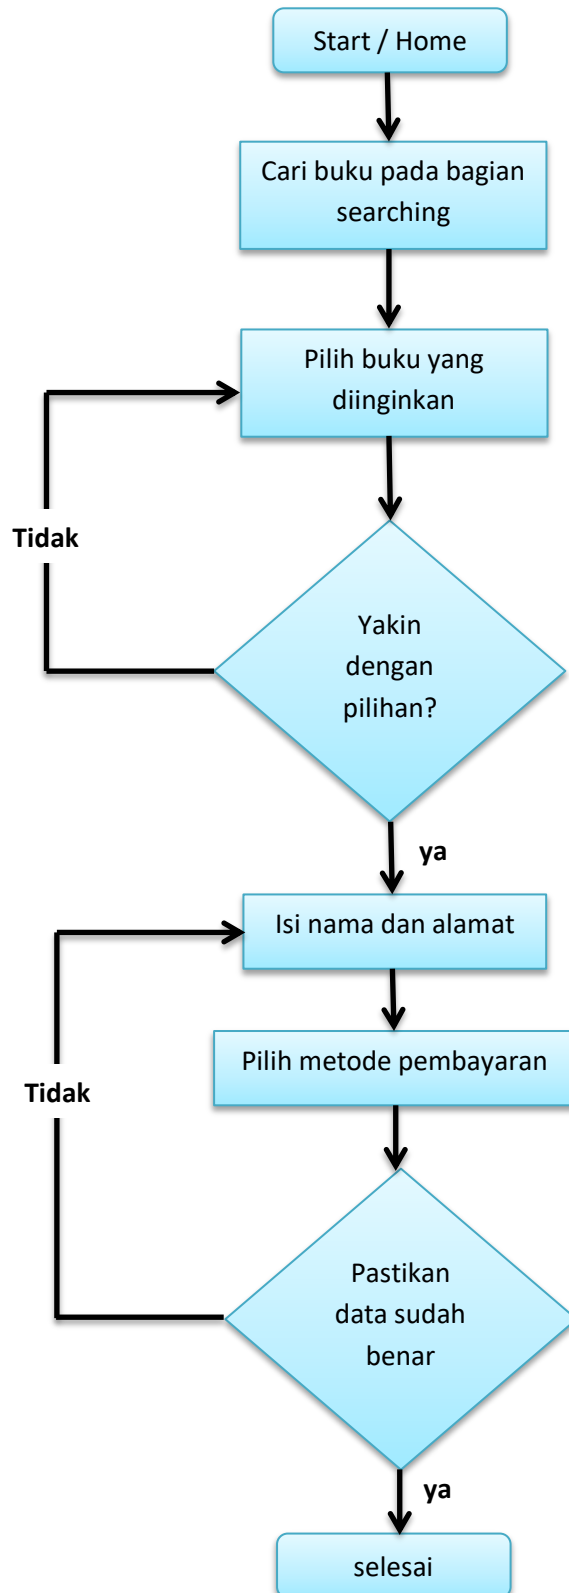 Start / Home
Cari buku pada bagian
searching
Pilih buku yang
diinginkan
Tidak
Yakin
dengan
pilihan?
ya
Isi nama dan alamat
Pilih metode pembayaran
Tidak
Pastikan
data sudah
benar
ya
selesai